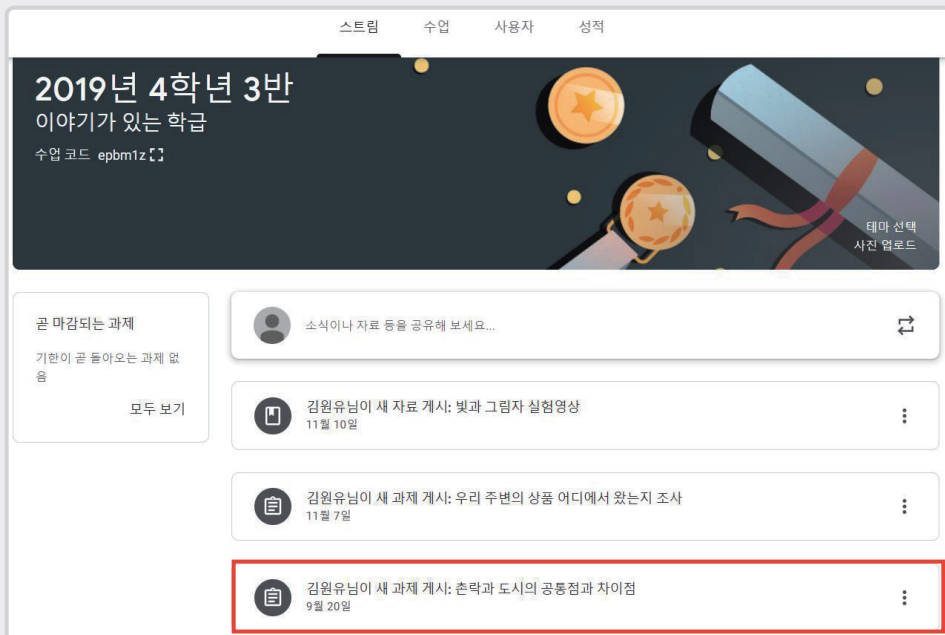 스트림 수업 사용자 성적
2019년 4학년 3반
이야기가 있는 학급
수업 코드 epbm1z
테마 선택
사진 업로드
곧 마감되는 과제
기한이 곧 돌아오는 과제 없
음
모두 보기
소식이나 자료 등을 공유해 보세요...
김원유님이 새 자료 게시: 빛과 그림자 실험영상
11월 10일
김원유님이 새 과제 게시: 우리 주변의 상품 어디에서 왔는지 조사
11월 7일
김원유님이 새 과제 게시: 촌락과 도시의 공통점과 차이점
9월 20일